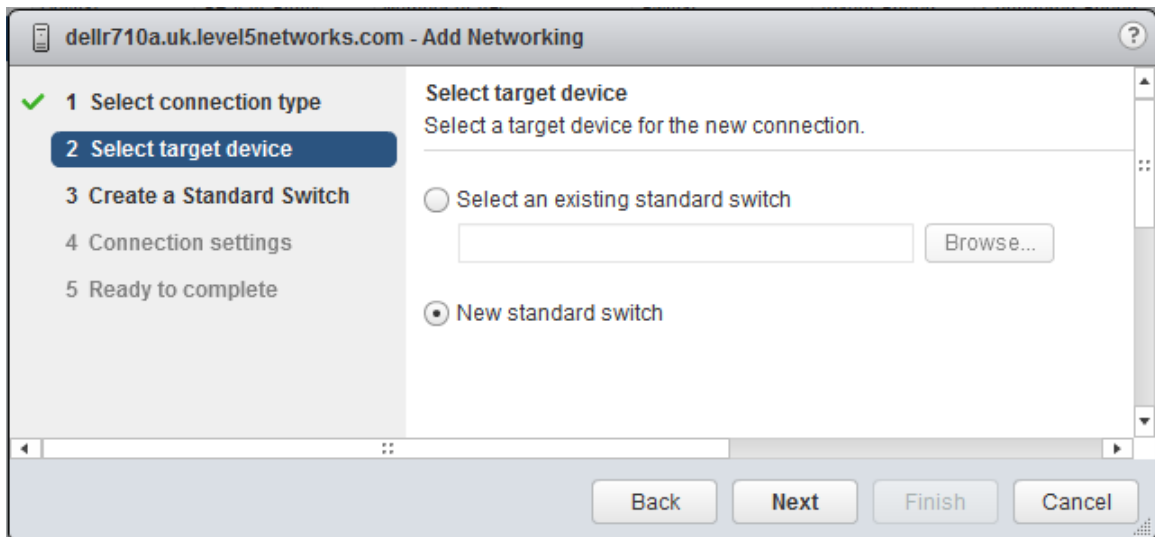 dellr710a.uk.level5networks.com - Add Networking
?
1 Select connection type
2 Select target device
3 Create a Standard Switch
4 Connection settings
5 Ready to complete
Select target device
Select a target device for the new connection.
Select an existing standard switch
Browse...
New standard switch
Back Next Finish Cancel